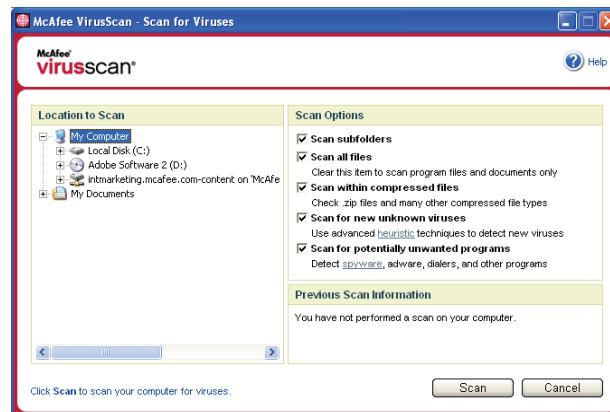 McAfee VirusScan - Scan for Viruses
McAfee®
virusscan®
Help
Location to Scan
My Computer
Local Disk (C:)
Adobe Software 2 (D:)
intmarketing.mcafee.com-content on 'McAfe
My Documents
Click Scan to scan your computer for viruses.
Scan Options
Scan subfolders
Scan all files
Clear this item to scan program files and documents only
Scan within compressed files
Check .zip files and many other compressed file types
Scan for new unknown viruses
Use advanced heuristic techniques to detect new viruses
Scan for potentially unwanted programs
Detect spyware, adware, dialers, and other programs
Previous Scan Information
You have not performed a scan on your computer.
Scan
Cancel